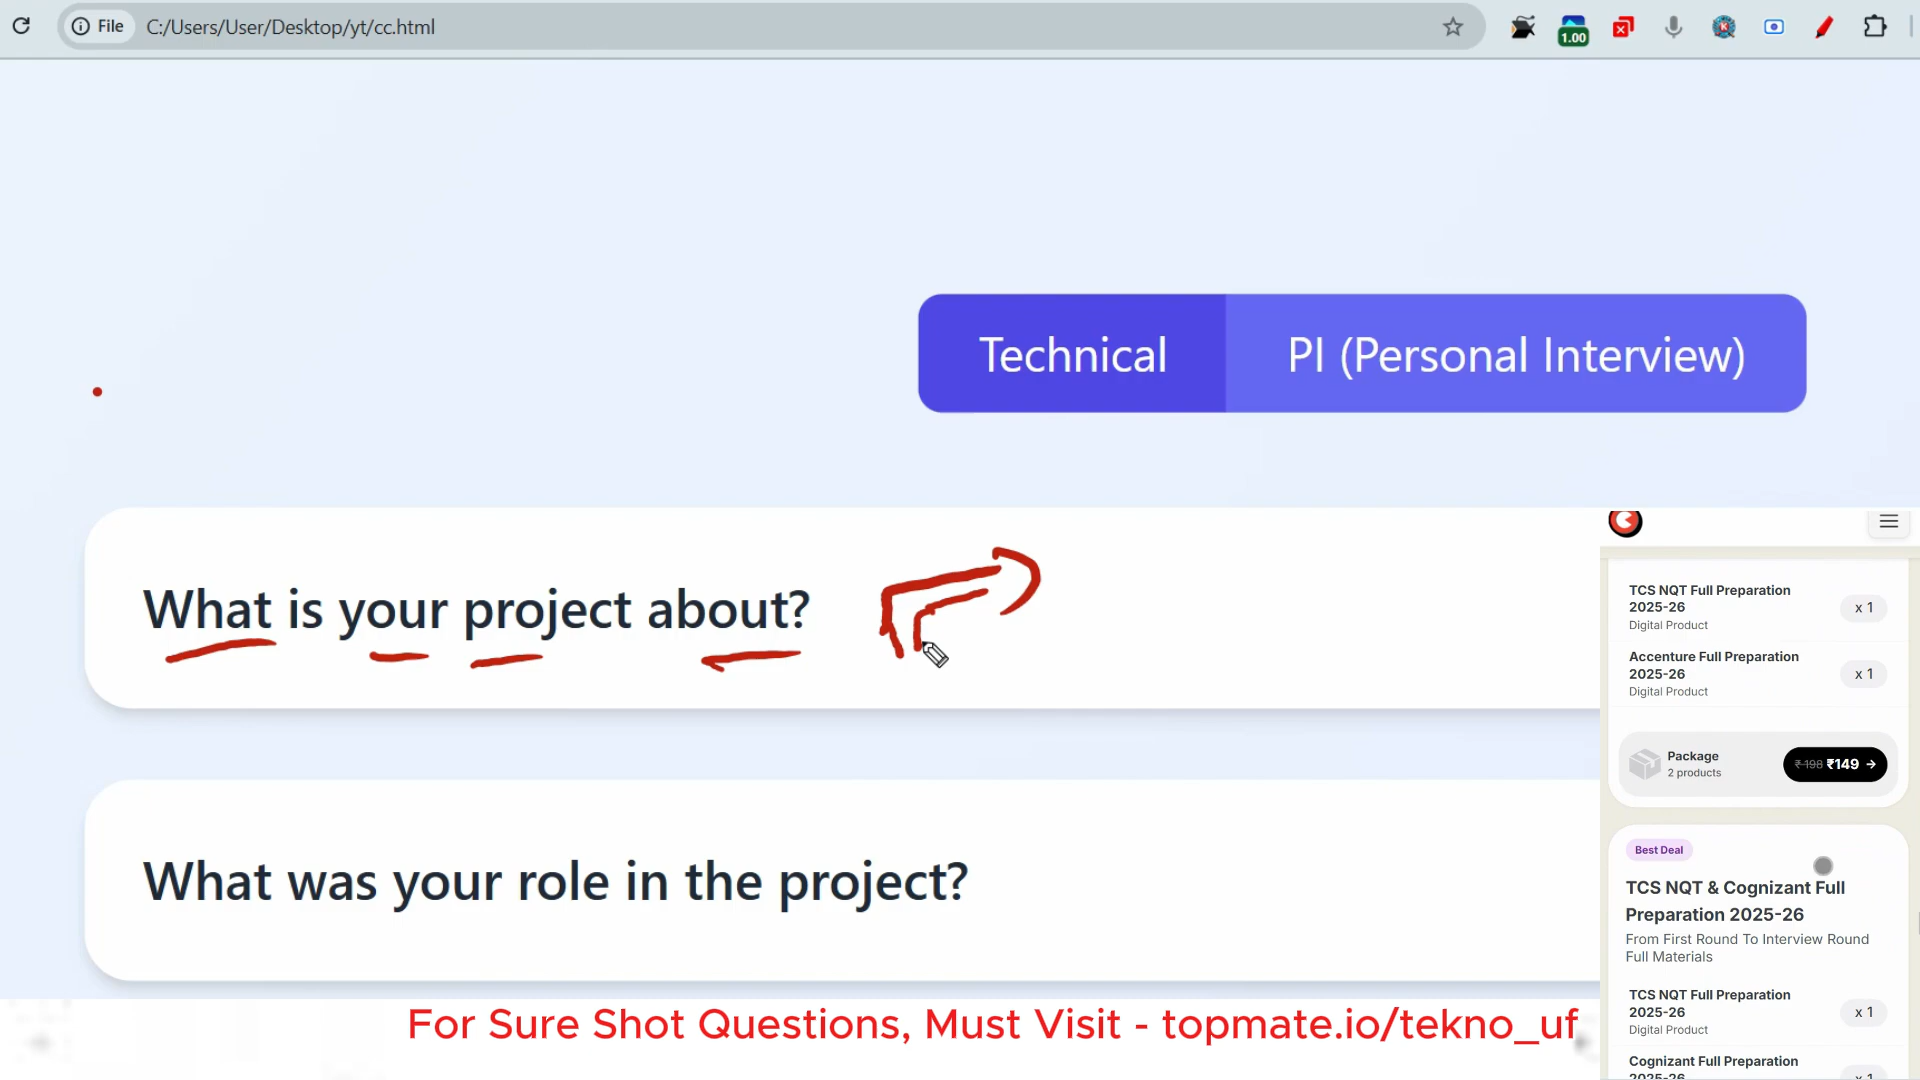 File
C:/Users/User/Desktop/yt/cc.html
1.00
Technical
PI (Personal Interview)
What is your project about?
What was your role in the project?
TCS NQT Full Preparation
2025-26
Digital Product
x 1
Accenture Full Preparation
2025-26
Digital Product
x 1
Package
2 products
₹ 198 ₹149 →
Best Deal
TCS NQT & Cognizant Full
Preparation 2025-26
From First Round To Interview Round
Full Materials
TCS NQT Full Preparation
2025-26
Digital Product
x 1
Cognizant Full Preparation
2025-26
x 1
For Sure Shot Questions, Must Visit - topmate.io/tekno_uf